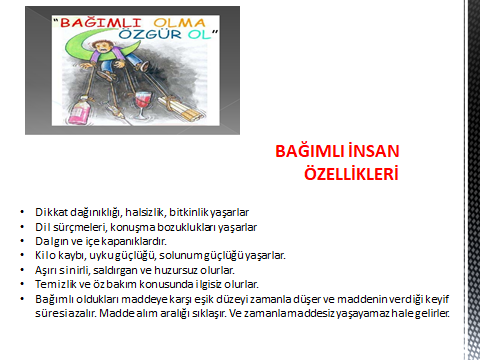 "BAĞIMLI OLMA
ÖZGÜR OL"
BAĞIMLI İNSAN
ÖZELLİKLERİ
• Dikkat dağınıklığı, halsizlik, bitkinlik yaşarlar
• Dil sürçmeleri, konuşma bozuklukları yaşarlar
• Dalgın ve içe kapanıklardır.
• Kilo kaybı, uyku güçlüğü, solunum güçlüğü yaşarlar.
• Aşırı sinirli, saldırgan ve huzursuz olurlar.
• Temizlik ve öz bakım konusunda ilgisiz olurlar.
• Bağımlı oldukları maddeye karşı eşik düzeyi zamanla düşer ve maddenin verdiği keyif
süresi azalır. Madde alım aralığı sıklaşır. Ve zamanla maddesiz yaşayamaz hale gelirler.